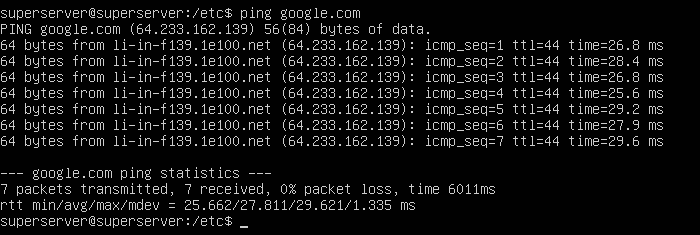 superserver@superserver:/etc$ ping google.com
PING google.com (64.233.162.139) 56(84) bytes of data.
64 bytes from li-in-f139.1e100.net (64.233.162.139): icmp_seq=1 ttl=44 time=26.8 ms
64 bytes from li-in-f139.1e100.net (64.233.162.139): icmp_seq=2 ttl=44 time=28.4 ms
64 bytes from li-in-f139.1e100.net (64.233.162.139): icmp_seq=3 ttl=44 time=26.8 ms
64 bytes from li-in-f139.1e100.net (64.233.162.139): icmp_seq=4 ttl=44 time=25.6 ms
64 bytes from li-in-f139.1e100.net (64.233.162.139): icmp_seq=5 ttl=44 time=29.2 ms
64 bytes from li-in-f139.1e100.net (64.233.162.139): icmp_seq=6 ttl=44 time=27.9 ms
64 bytes from li-in-f139.1e100.net (64.233.162.139): icmp_seq=7 ttl=44 time=29.6 ms
--- google.com ping statistics ---
7 packets transmitted, 7 received, 0% packet loss, time 6011ms
rtt min/avg/max/mdev = 25.662/27.811/29.621/1.335 ms
superserver@superserver:/etc$ _